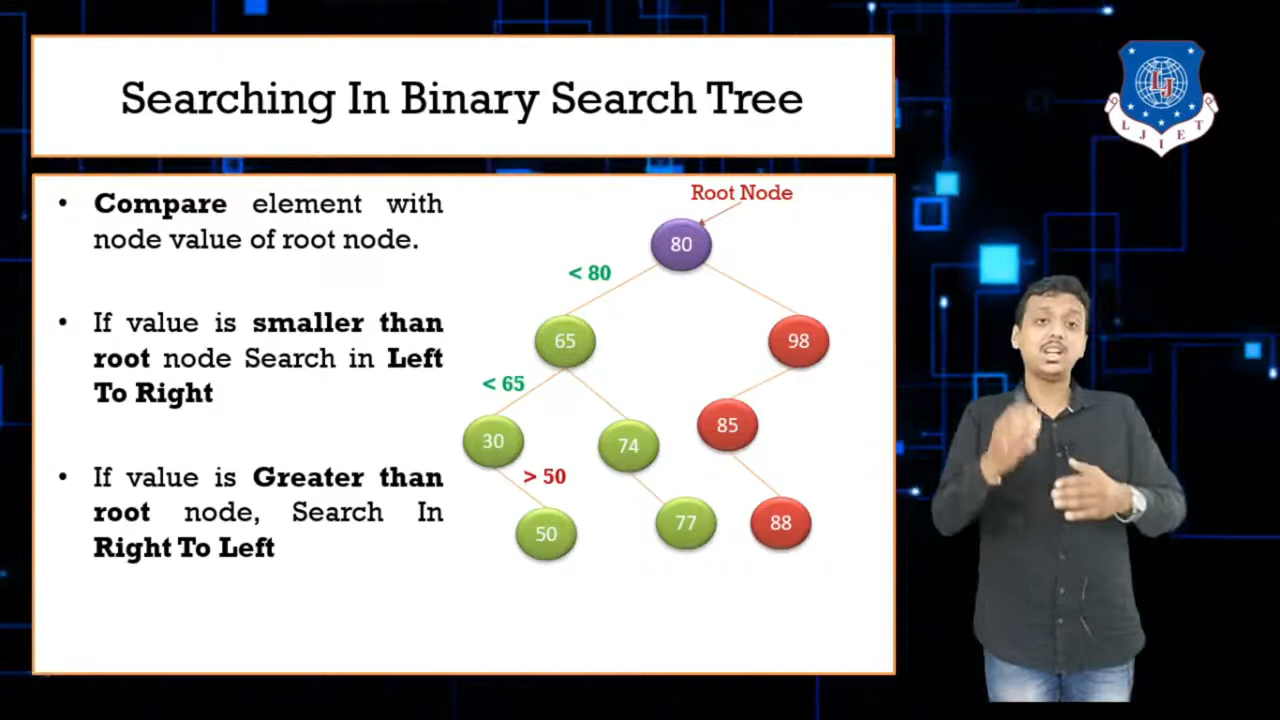 Searching In Binary Search Tree
• Compare element with
node value of root node.
• If value is smaller than
root node Search in Left
To Right
• If value is Greater than
root node, Search In
Right To Left
Root Node
80
< 80
65
98
< 65
30
74
85
> 50
50
77
88
LJ
LJIET